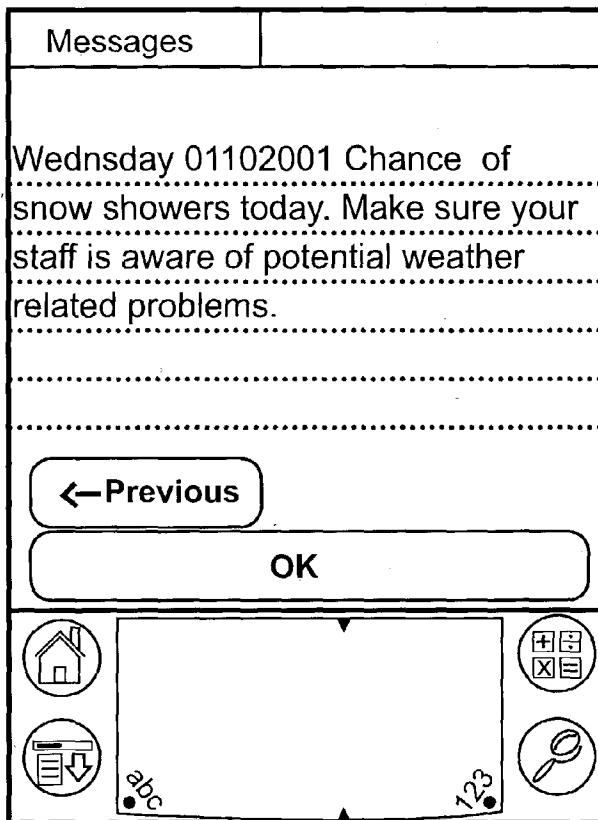 Messages
Wednsday 01102001 Chance of
snow showers today. Make sure your
staff is aware of potential weather
related problems.
←Previous
OK
+ ÷
X =
abc
123